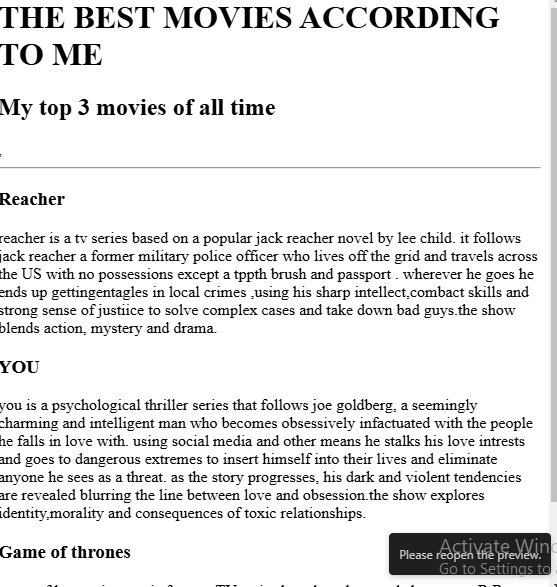 THE BEST MOVIES ACCORDING
TO ME
My top 3 movies of all time
,
Reacher
reacher is a tv series based on a popular jack reacher novel by lee child. it follows
jack reacher a former military police officer who lives off the grid and travels across
the US with no possessions except a tppth brush and passport . wherever he goes he
ends up gettingentagles in local crimes ,using his sharp intellect,combact skills and
strong sense of justiice to solve complex cases and take down bad guys.the show
blends action, mystery and drama.
YOU
you is a psychological thriller series that follows joe goldberg, a seemingly
charming and intelligent man who becomes obsessively infactuated with the people
he falls in love with. using social media and other means he stalks his love intrests
and goes to dangerous extremes to insert himself into their lives and eliminate
anyone he sees as a threat. as the story progresses, his dark and violent tendencies
are revealed blurring the line between love and obsession.the show explores
identity,morality and consequences of toxic relationships.
Game of thrones
Please reopen the preview.
Activate Win
Go to Settings to